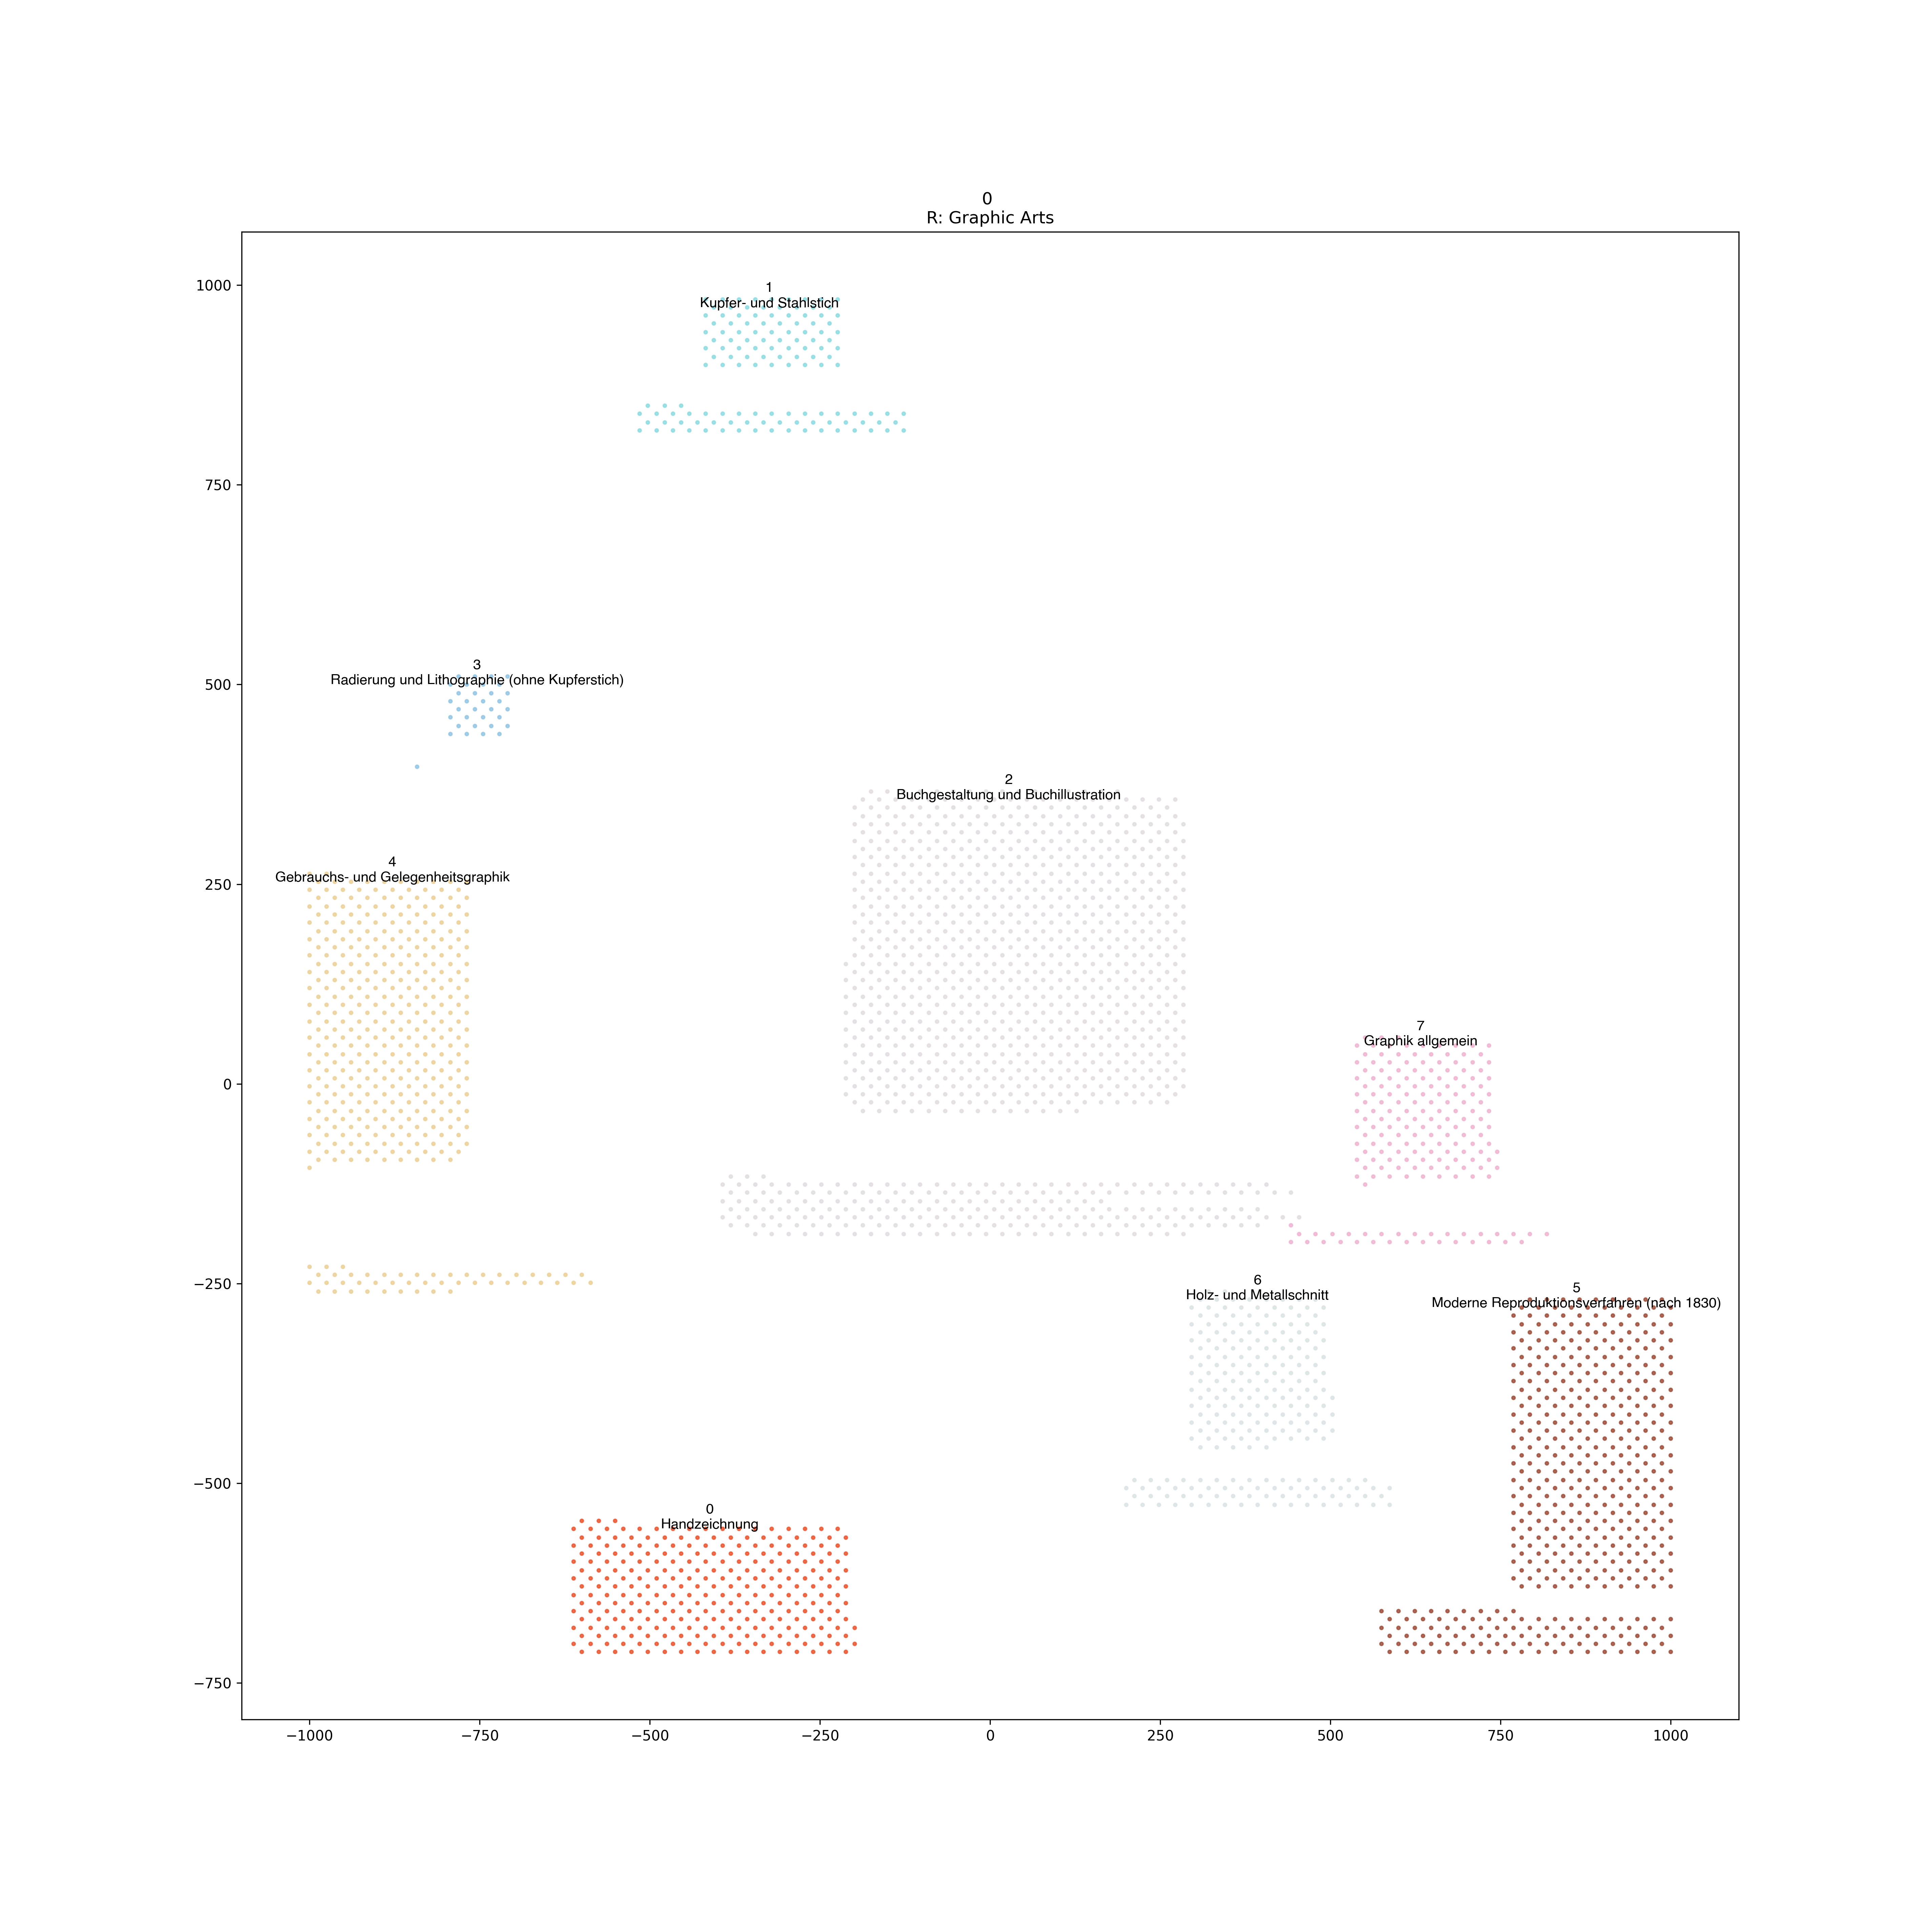 0
R: Graphic Arts
1000
1
Kupfer- und Stahlstich
750
3
Radierung und Lithographie (ohne Kupferstich)
500
2
Buchgestaltung und Buchillustration
4
Gebrauchs- und Gelegenheitsgraphik
250
7
Graphik allgemein
0
−250
6
Holz- und Metallschnitt
5
Moderne Reproduktionsverfahren (nach 1830)
−500
0
Handzeichnung
−750
−1000 −750 −500 −250 0 250 500 750 1000